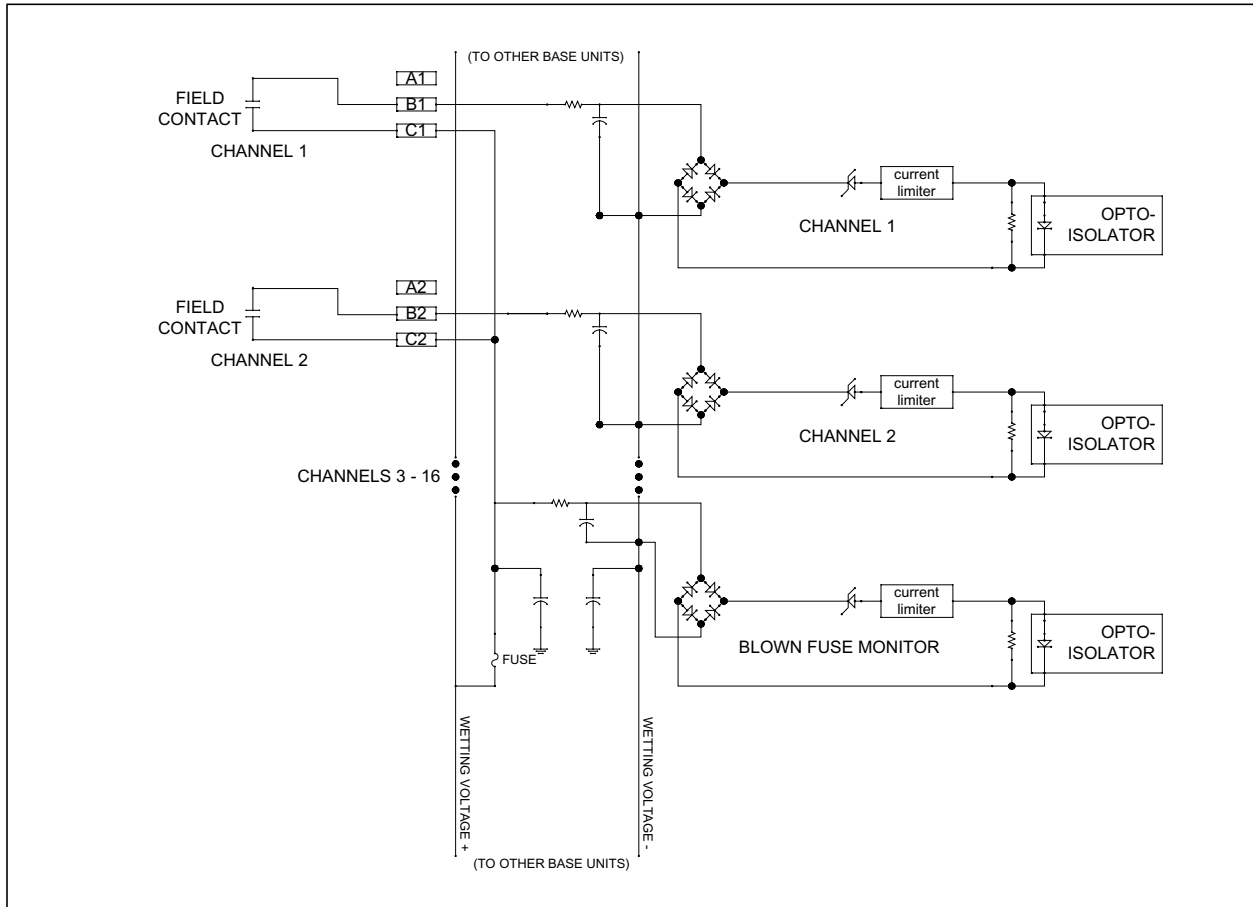 (TO OTHER BASE UNITS)
A1
FIELD
CONTACT
B1
C1
CHANNEL 1
current
limiter
CHANNEL 1
OPTO-
ISOLATOR
A2
FIELD
CONTACT
B2
C2
CHANNEL 2
current
limiter
CHANNEL 2
OPTO-
ISOLATOR
CHANNELS 3 - 16
current
limiter
BLOWN FUSE MONITOR
OPTO-
ISOLATOR
FUSE
WETTING VOLTAGE +
WETTING VOLTAGE -
(TO OTHER BASE UNITS)